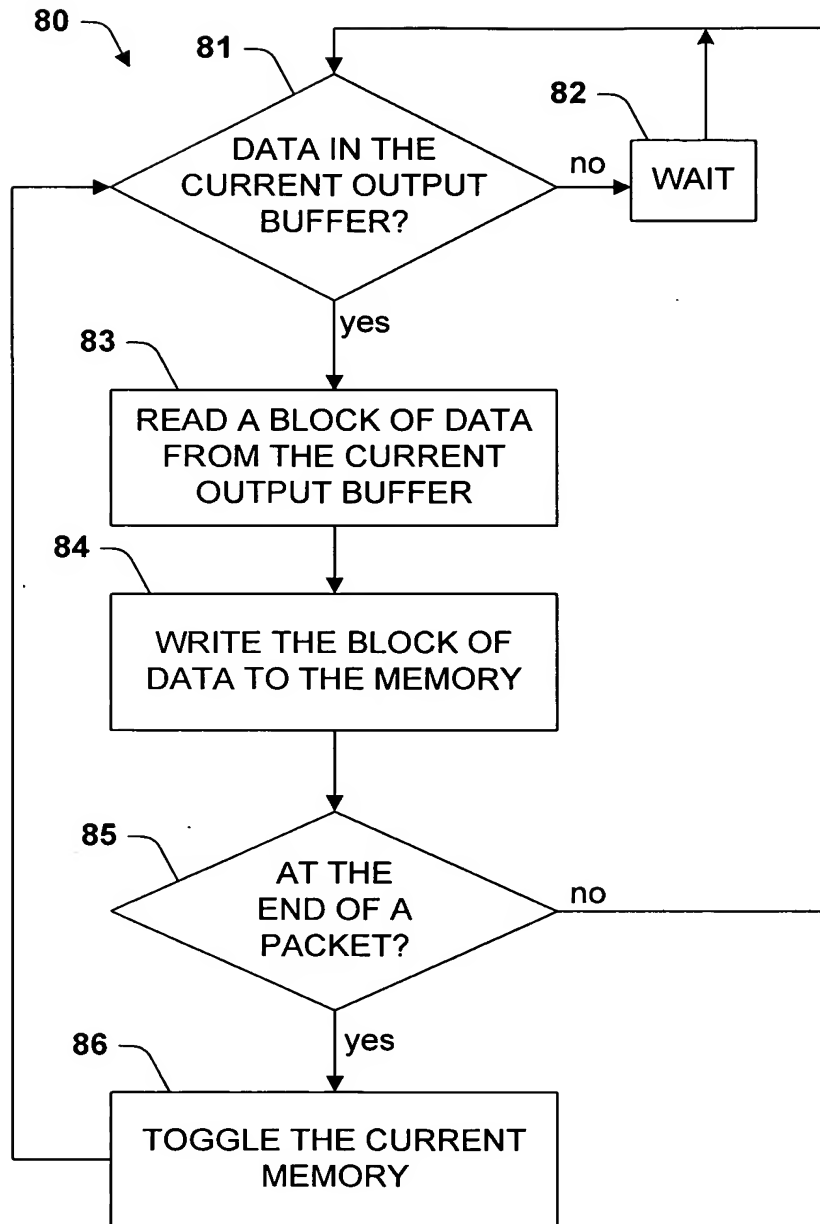 80
81
DATA IN THE
CURRENT OUTPUT
BUFFER?
no
82
WAIT
yes
83
READ A BLOCK OF DATA
FROM THE CURRENT
OUTPUT BUFFER
84
WRITE THE BLOCK OF
DATA TO THE MEMORY
85
AT THE
END OF A
PACKET?
no
yes
86
TOGGLE THE CURRENT
MEMORY